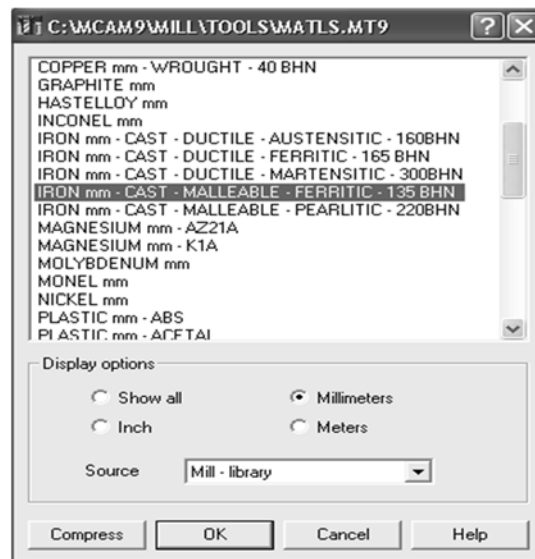 C:\MCAM9\MILL\TOOLS\MATLS.MT9
COPPER mm - WROUGHT - 40 BHN
GRAPHITE mm
HASTELLOY mm
INCONEL mm
IRON mm - CAST - DUCTILE - AUSTENSITIC - 160BHN
IRON mm - CAST - DUCTILE - FERRITIC - 165 BHN
IRON mm - CAST - DUCTILE - MARTENSITIC - 300BHN
IRON mm - CAST - MALLEABLE - FERRITIC - 135 BHN
IRON mm - CAST - MALLEABLE - PEARLITIC - 220BHN
MAGNESIUM mm - AZ21A
MAGNESIUM mm - K1A
MOLYBDENUM mm
MONEL mm
NICKEL mm
PLASTIC mm - ABS
PLASTIC mm - ACETAL
Display options
Show all Millimeters
Inch Meters
Source Mill - library
Compress OK Cancel Help